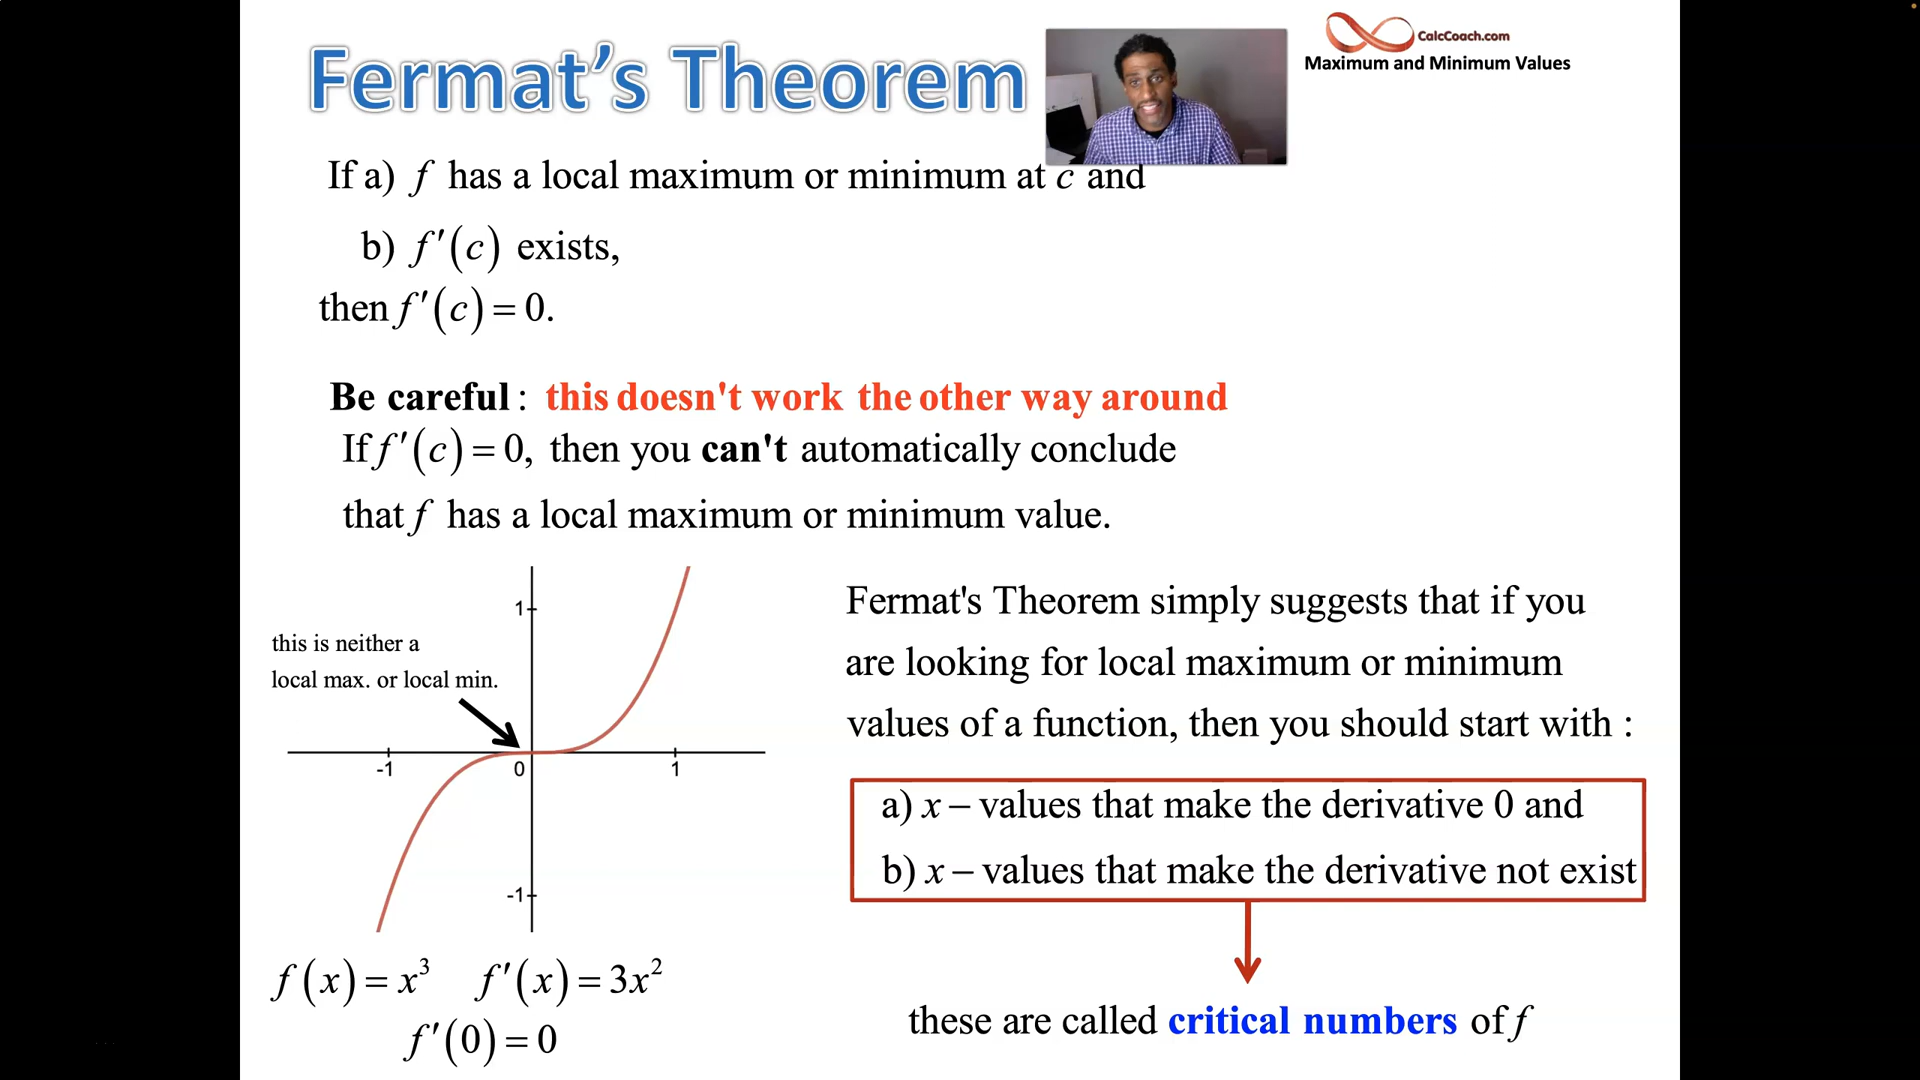 Fermat's Theorem
CalcCoach.com
Maximum and Minimum Values
If a) f has a local maximum or minimum at c and
b) f′(c) exists,
then f′(c) = 0.
Be careful : this doesn't work the other way around
If f′(c) = 0, then you can't automatically conclude
that f has a local maximum or minimum value.
this is neither a
local max. or local min.
1
-1 0 1
-1
f(x) = x³ f′(x) = 3x²
f′(0) = 0
Fermat's Theorem simply suggests that if you
are looking for local maximum or minimum
values of a function, then you should start with :
a) x – values that make the derivative 0 and
b) x – values that make the derivative not exist
these are called critical numbers of f